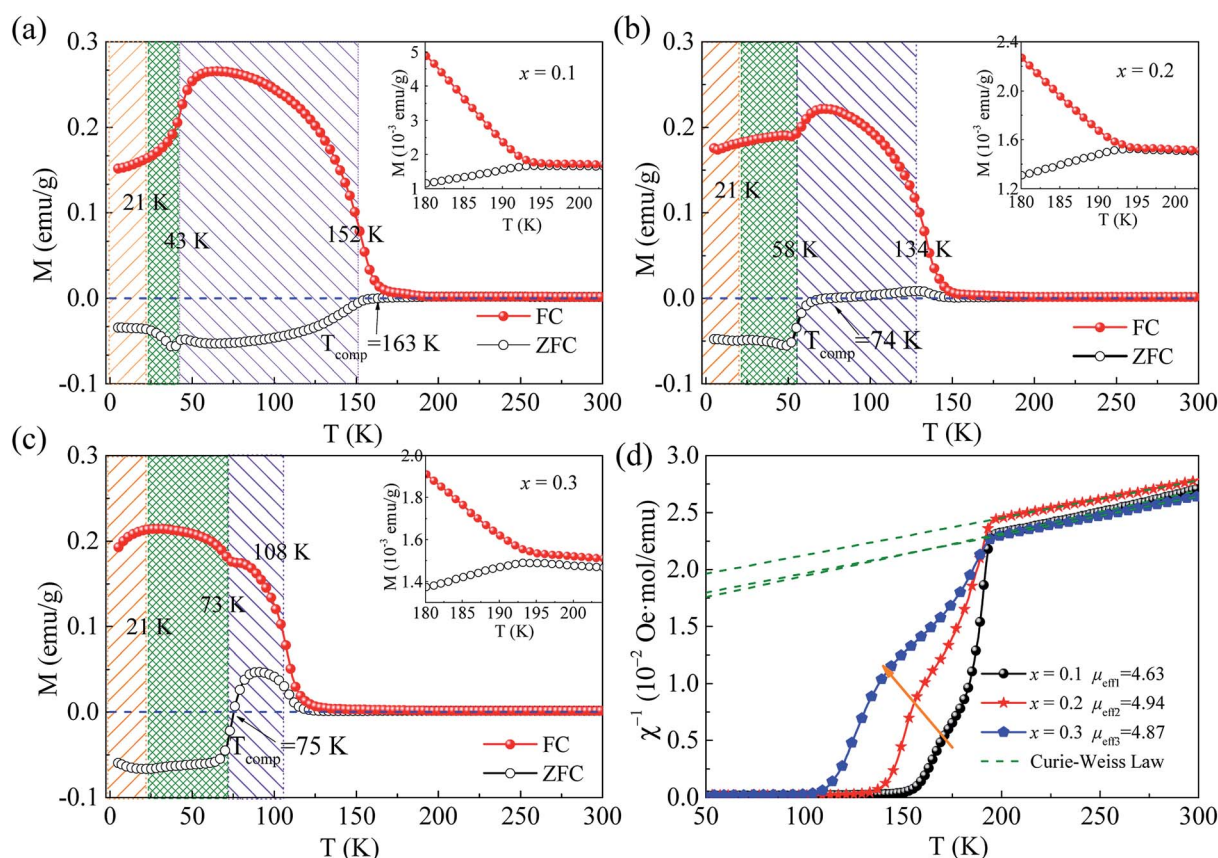 (a)
0.3
0.2
0.1
0.0
-0.1
M (emu/g)
0 50 100 150 200 250 300
T (K)
21 K
43 K
152 K
T_comp=163 K
FC
ZFC
x = 0.1
M (10⁻³ emu/g)
5
4
3
2
1
180 185 190 195 200
T (K)
(b)
0.3
0.2
0.1
0.0
-0.1
M (emu/g)
0 50 100 150 200 250 300
T (K)
21 K
58 K
134 K
T_comp=74 K
FC
ZFC
x = 0.2
M (10⁻³ emu/g)
2.4
2.0
1.6
1.2
180 185 190 195 200
T (K)
(c)
0.3
0.2
0.1
0.0
-0.1
M (emu/g)
0 50 100 150 200 250 300
T (K)
21 K
73 K
108 K
T_comp=75 K
FC
ZFC
x = 0.3
M (10⁻³ emu/g)
2.0
1.8
1.6
1.4
180 185 190 195 200
T (K)
(d)
3.0
2.5
2.0
1.5
1.0
0.5
0.0
χ⁻¹ (10⁻² Oe·mol/emu)
50 100 150 200 250 300
T (K)
x = 0.1 μeff1=4.63
x = 0.2 μeff2=4.94
x = 0.3 μeff3=4.87
Curie-Weiss Law